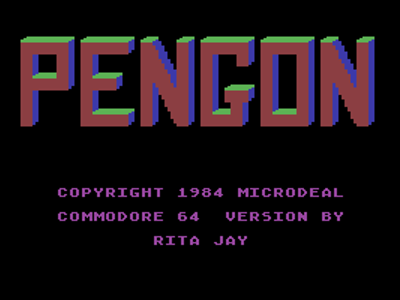 PENGON
COPYRIGHT 1984 MICRODEAL
COMMODORE 64 VERSION BY
RITA JAY